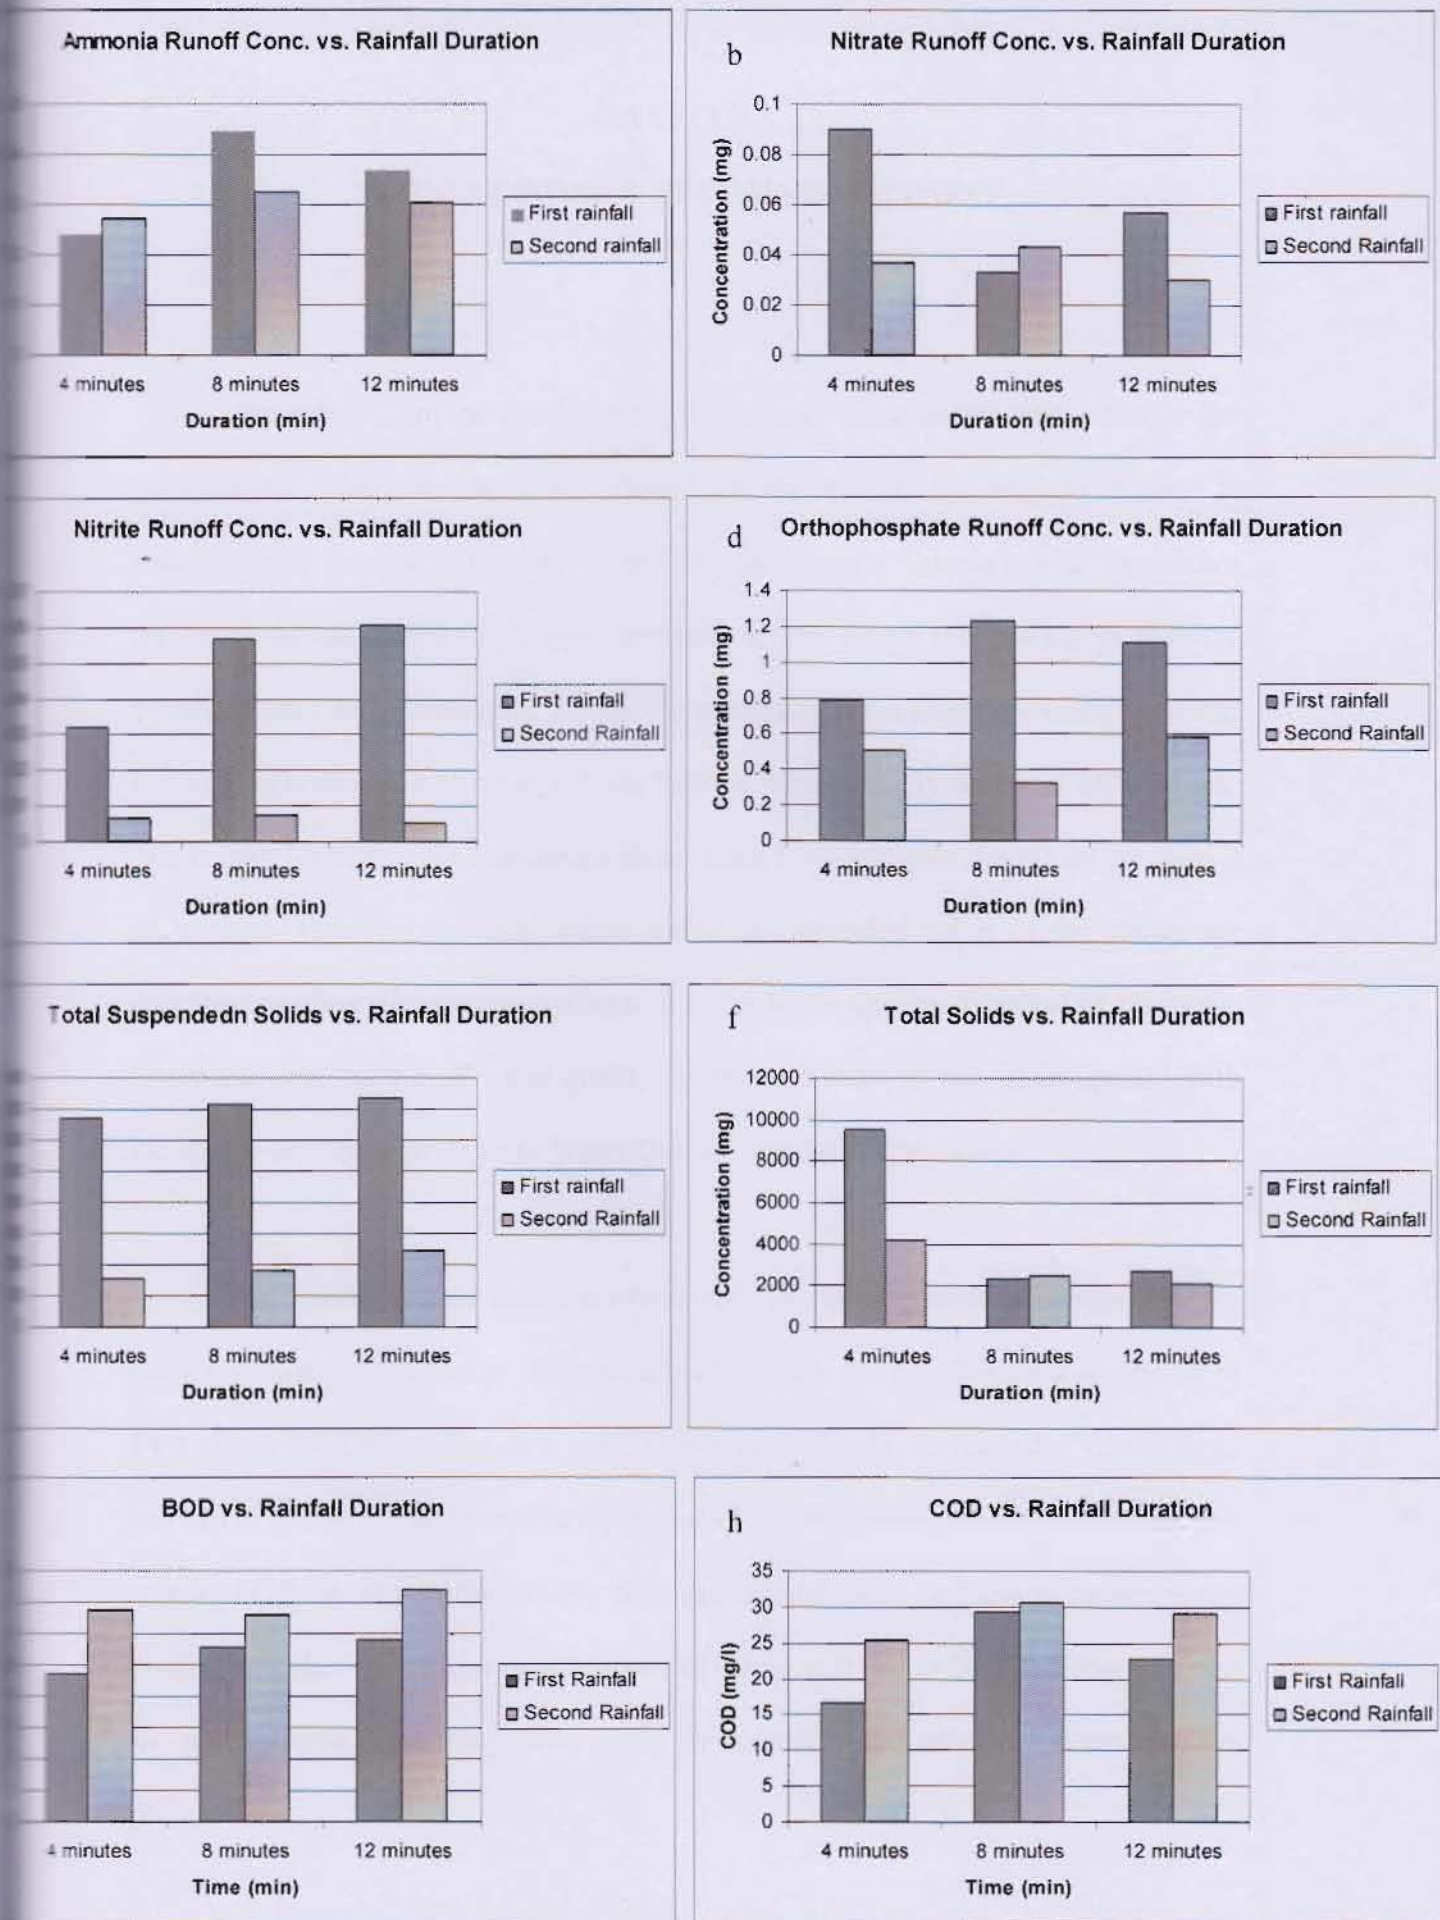 Ammonia Runoff Conc. vs. Rainfall Duration
First rainfall
Second rainfall
4 minutes 8 minutes 12 minutes
Duration (min)
b
Nitrate Runoff Conc. vs. Rainfall Duration
Concentration (mg)
0.1
0.08
0.06
0.04
0.02
0
First rainfall
Second Rainfall
4 minutes 8 minutes 12 minutes
Duration (min)
Nitrite Runoff Conc. vs. Rainfall Duration
First rainfall
Second Rainfall
4 minutes 8 minutes 12 minutes
Duration (min)
d
Orthophosphate Runoff Conc. vs. Rainfall Duration
Concentration (mg)
1.4
1.2
1
0.8
0.6
0.4
0.2
0
First rainfall
Second Rainfall
4 minutes 8 minutes 12 minutes
Duration (min)
Total Suspendedn Solids vs. Rainfall Duration
First rainfall
Second Rainfall
4 minutes 8 minutes 12 minutes
Duration (min)
f
Total Solids vs. Rainfall Duration
Concentration (mg)
12000
10000
8000
6000
4000
2000
0
First rainfall
Second Rainfall
4 minutes 8 minutes 12 minutes
Duration (min)
BOD vs. Rainfall Duration
First Rainfall
Second Rainfall
4 minutes 8 minutes 12 minutes
Time (min)
h
COD vs. Rainfall Duration
COD (mg/l)
35
30
25
20
15
10
5
0
First Rainfall
Second Rainfall
4 minutes 8 minutes 12 minutes
Time (min)